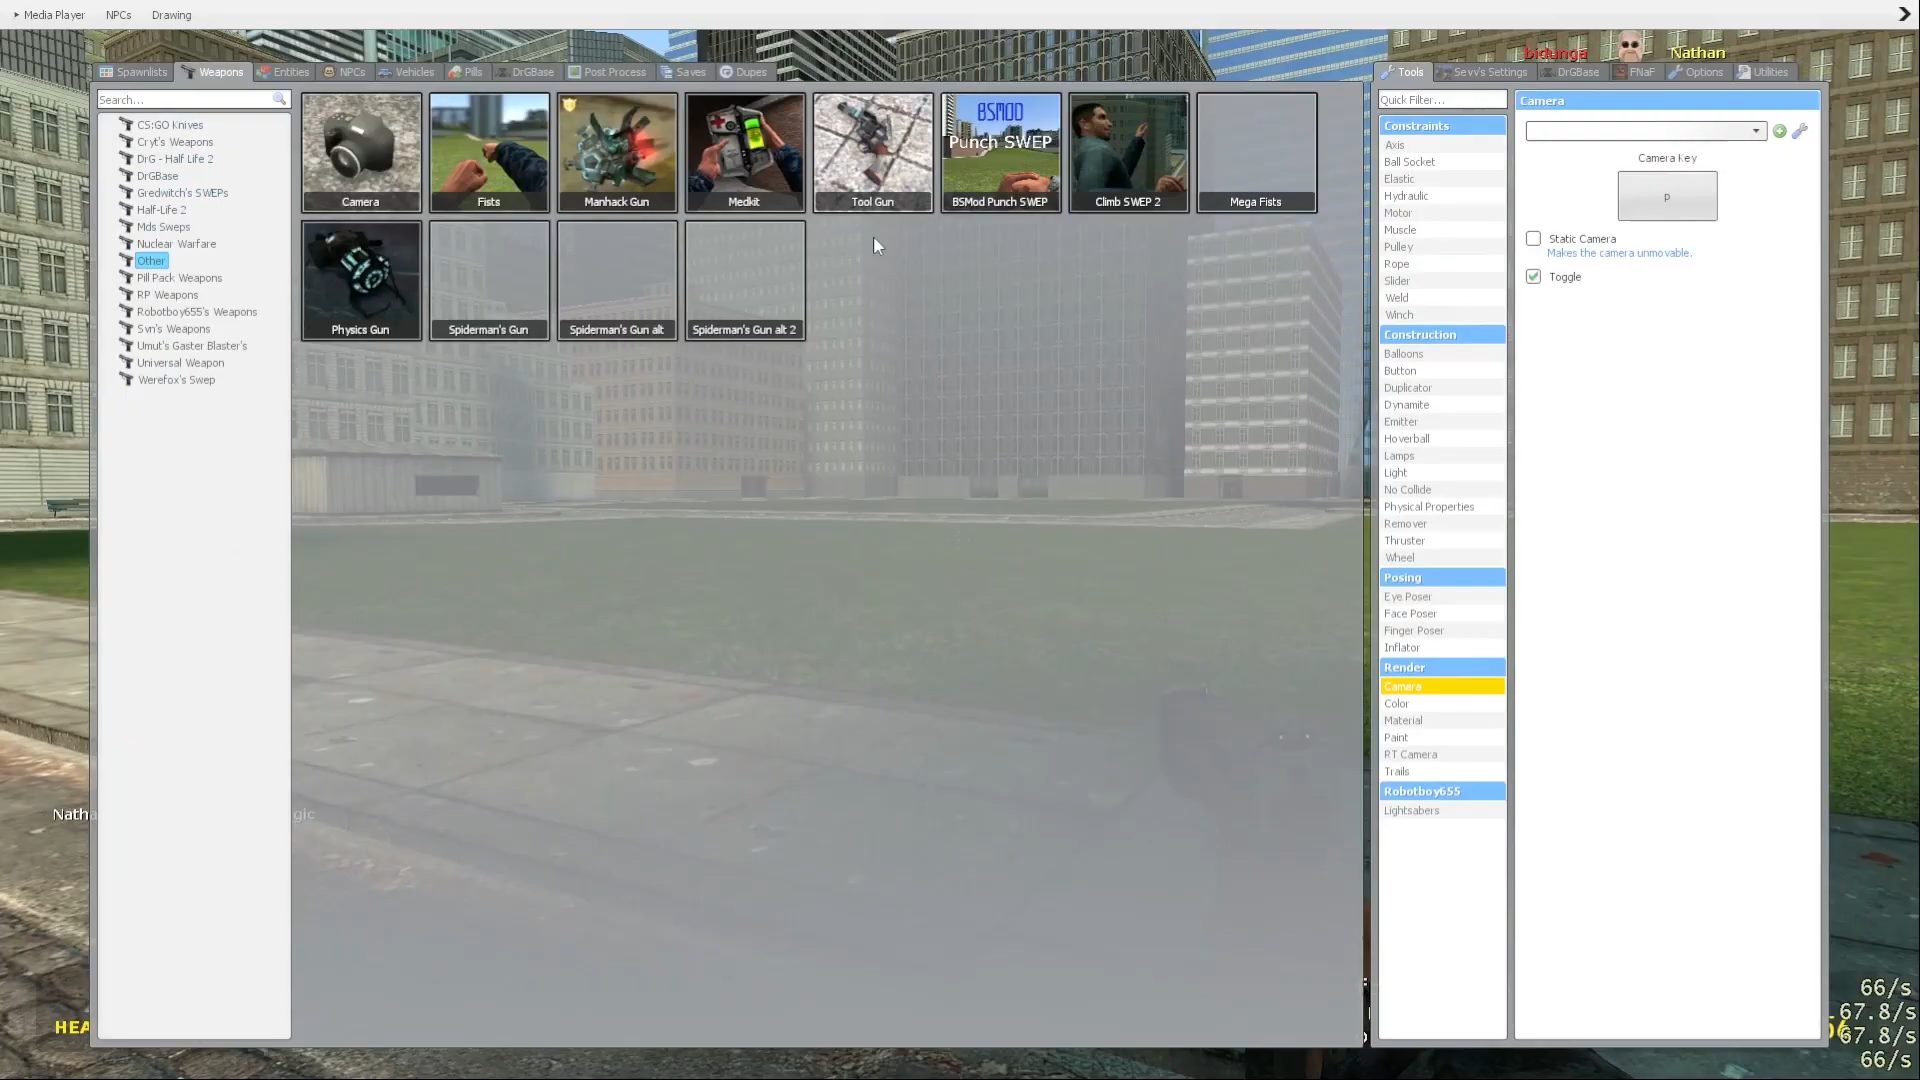 Media Player NPCs Drawing
bidunga Nathan
Spawnlists Weapons Entities NPCs Vehicles Pills DrGBase Post Process Saves Dupes
Tools Sevv's Settings DrGBase FNaF Options Utilities
Search...
CS:GO Knives
Cryt's Weapons
DrG - Half Life 2
DrGBase
Gredwitch's SWEPs
Half-Life 2
Mds Sweps
Nuclear Warfare
Other
Pill Pack Weapons
RP Weapons
Robotboy655's Weapons
Svn's Weapons
Umut's Gaster Blaster's
Universal Weapon
Werefox's Swep
BSMOD
Punch SWEP
Camera Fists Manhack Gun Medkit Tool Gun BSMod Punch SWEP Climb SWEP 2 Mega Fists
Physics Gun Spiderman's Gun Spiderman's Gun alt Spiderman's Gun alt 2
Quick Filter...
Constraints
Axis
Ball Socket
Elastic
Hydraulic
Motor
Muscle
Pulley
Rope
Slider
Weld
Winch
Construction
Balloons
Button
Duplicator
Dynamite
Emitter
Hoverball
Lamps
Light
No Collide
Physical Properties
Remover
Thruster
Wheel
Posing
Eye Poser
Face Poser
Finger Poser
Inflator
Render
Camera
Color
Material
Paint
RT Camera
Trails
Robotboy655
Lightsabers
Camera
Camera Key
p
Static Camera
Makes the camera unmovable.
Toggle
Natha
gic
HEA
66/s
67.8/s
67.8/s
66/s